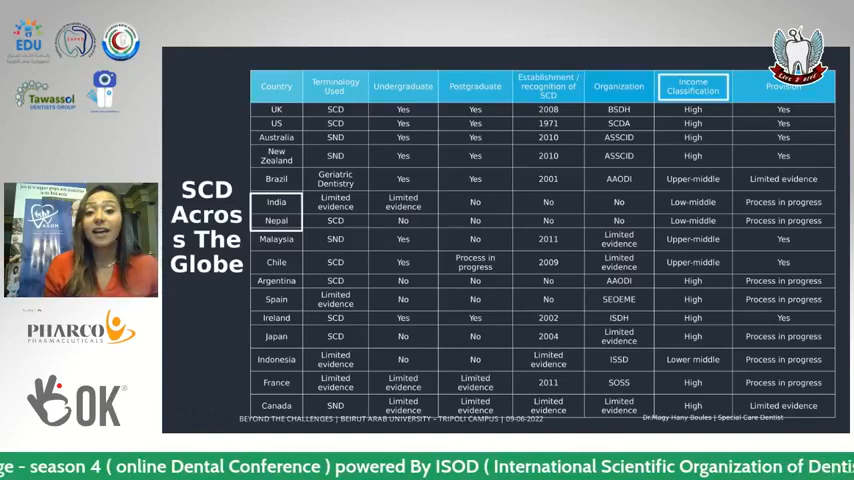 EDU
ZAPRS
Tawassol
DENTISTS GROUP
LOVE 2 GIVE
Country Terminology Used Undergraduate Postgraduate Establishment / recognition of SCD Organization Income Classification Provision
UK SCD Yes Yes 2008 BSDH High Yes
US SCD Yes Yes 1971 SCDA High Yes
Australia SND Yes Yes 2010 ASSCID High Yes
New Zealand SND Yes Yes 2010 ASSCID High Yes
Brazil Geriatric Dentistry Yes Yes 2001 AAODI Upper-middle Limited evidence
India Limited evidence Limited evidence No No No Low-middle Process in progress
Nepal SCD No No No No Low-middle Process in progress
Malaysia SND Yes No 2011 Limited evidence Upper-middle Yes
Chile SCD Yes Process in progress 2009 Limited evidence Upper-middle Yes
Argentina SCD No No No AAODI High Process in progress
Spain Limited evidence No No No SEOEME High Process in progress
Ireland SCD Yes Yes 2002 ISDH High Yes
Japan SCD No No 2004 Limited evidence High Process in progress
Indonesia Limited evidence No No Limited evidence ISSD Lower middle Process in progress
France Limited evidence Limited evidence Limited evidence 2011 SOSS High Process in progress
Canada SND Limited evidence Limited evidence Limited evidence Limited evidence High Limited evidence
SCD
Acros
s The
Globe
BEYOND THE CHALLENGES | BEIRUT ARAB UNIVERSITY – TRIPOLI CAMPUS | 09-06-2022
Dr.Magy Hany Boules | Special Care Dentist
PHARCO
PHARMACEUTICALS
OK®
ge - season 4 ( online Dental Conference ) powered By ISOD ( International Scientific Organization of Dentis